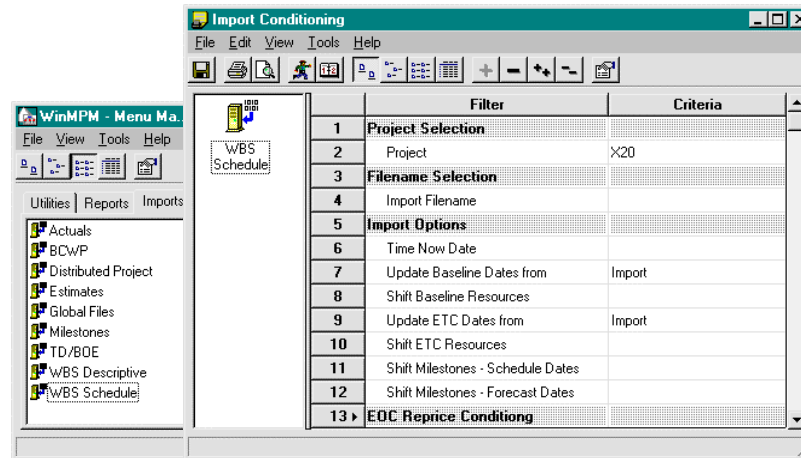 Import Conditioning
File Edit View Tools Help
WinMPM - Menu Ma..
File View Tools Help
Utilities Reports Imports
Actuals
BCWP
Distributed Project
Estimates
Global Files
Milestones
TD/BOE
WBS Descriptive
WBS Schedule
WBS
Schedule
Filter Criteria
1 Project Selection
2 Project X20
3 Filename Selection
4 Import Filename
5 Import Options
6 Time Now Date
7 Update Baseline Dates from Import
8 Shift Baseline Resources
9 Update ETC Dates from Import
10 Shift ETC Resources
11 Shift Milestones - Schedule Dates
12 Shift Milestones - Forecast Dates
13 EOC Reprice Conditiong